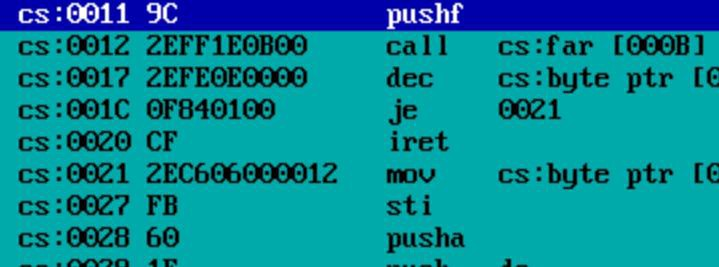 cs:0011 9C pushf
cs:0012 2EFF1E0B00 call cs:far [000B]
cs:0017 2EFE0E0000 dec cs:byte ptr [0
cs:001C 0F840100 je 0021
cs:0020 CF iret
cs:0021 2EC606000012 mov cs:byte ptr [0
cs:0027 FB sti
cs:0028 60 pusha
cs:0029 1E push ds